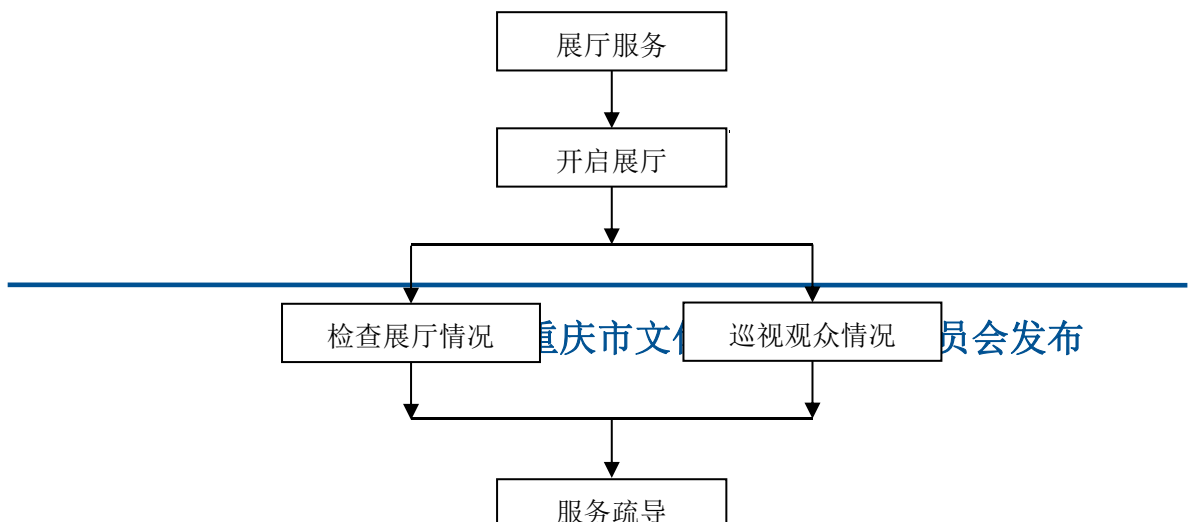 展厅服务
开启展厅
检查展厅情况
重庆市文
巡视观众情况
员会发布
服务疏导